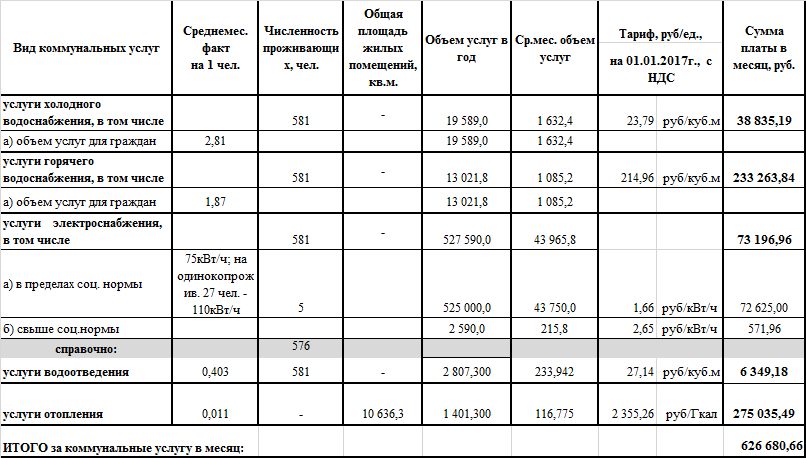 Вид коммунальных услуг | Среднемес. факт на 1 чел. | Численность проживающи х, чел. | Общая площадь жилых помещений, кв.м. | Объем услуг в год | Ср.мес. объем услуг | Тариф, руб/ед., на 01.01.2017г., с НДС | Сумма платы в месяц, руб.
услуги холодного
водоснабжения, в том числе 581 - 19 589,0 1 632,4 23,79 руб/куб.м 38 835,19
а) объем услуг для граждан 2,81 19 589,0 1 632,4
услуги горячего
водоснабжения, в том числе 581 - 13 021,8 1 085,2 214,96 руб/куб.м 233 263,84
а) объем услуг для граждан 1,87 13 021,8 1 085,2
услуги электроснабжения,
в том числе 581 - 527 590,0 43 965,8 73 196,96
75кВт/ч; на
одинокопрож
а) в пределах соц. нормы ив. 27 чел. -
110кВт/ч 5 525 000,0 43 750,0 1,66 руб/кВт/ч 72 625,00
б) свыше соц.нормы 2 590,0 215,8 2,65 руб/кВт/ч 571,96
справочно: 576
услуги водоотведения 0,403 581 - 2 807,300 233,942 27,14 руб/куб.м 6 349,18
услуги отопления 0,011 - 10 636,3 1 401,300 116,775 2 355,26 руб/Гкал 275 035,49
ИТОГО за коммунальные услугу в месяц: 626 680,66